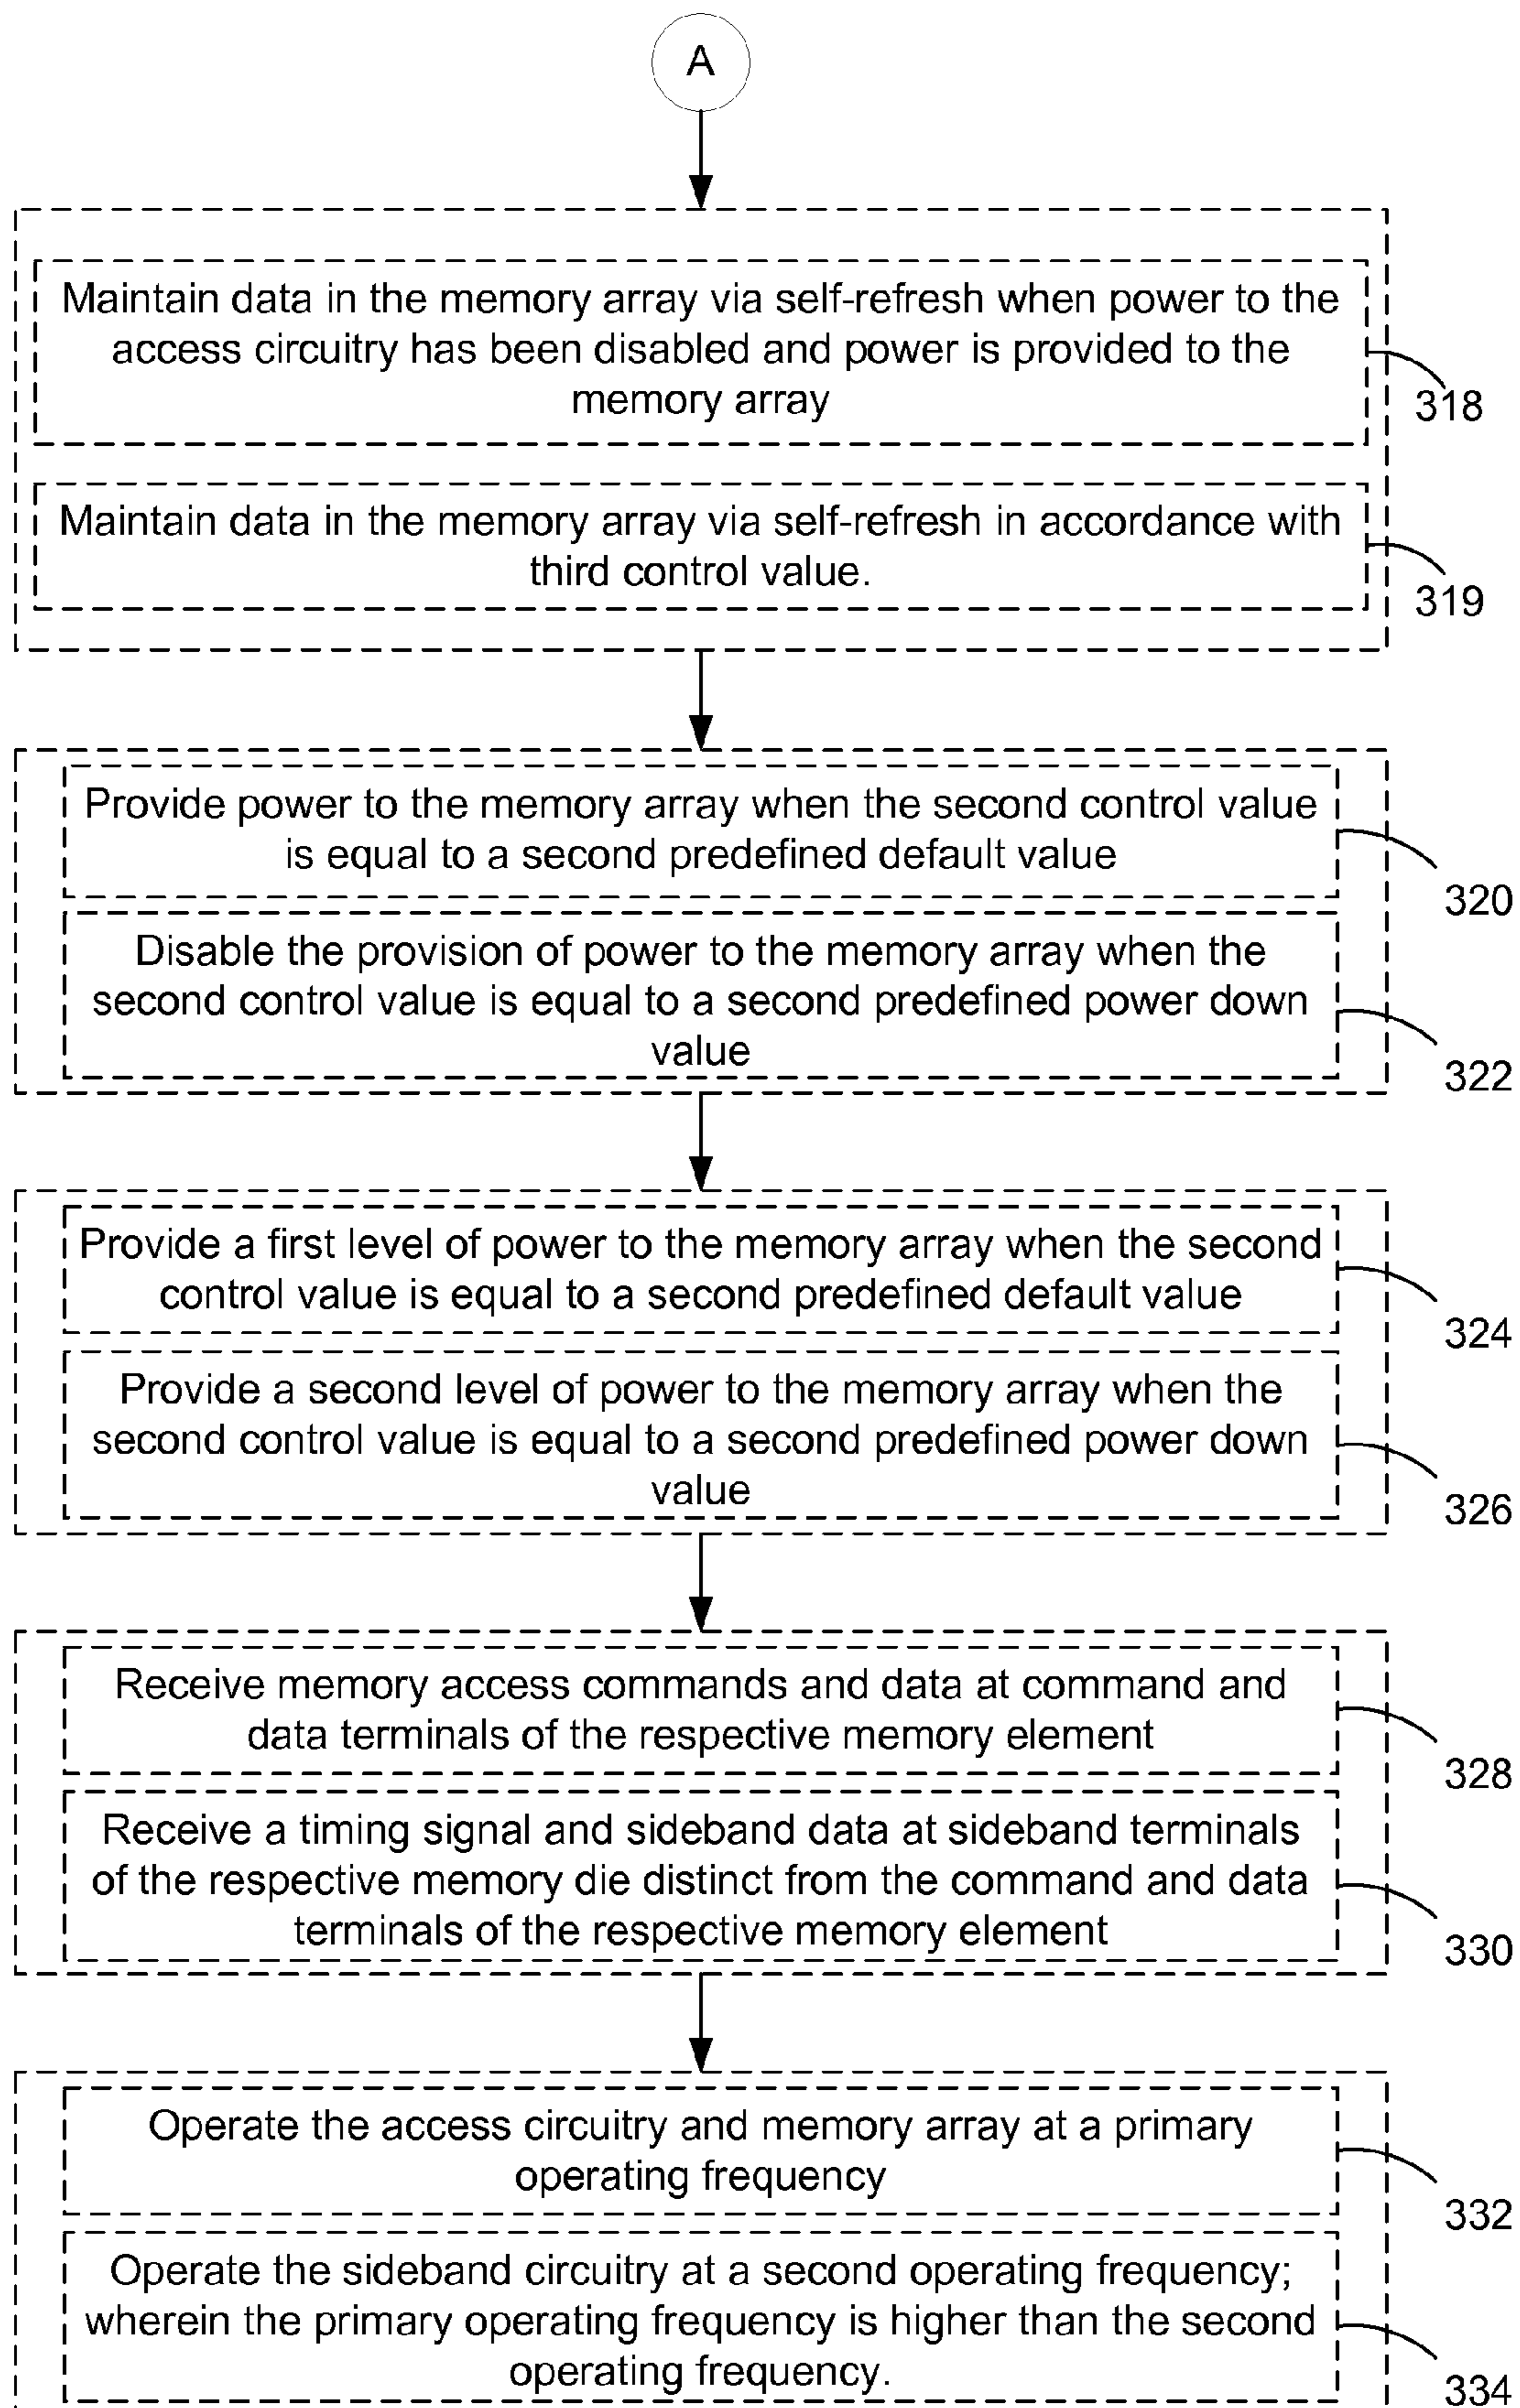 A
Maintain data in the memory array via self-refresh when power to the
access circuitry has been disabled and power is provided to the
memory array
318
Maintain data in the memory array via self-refresh in accordance with
third control value.
319
Provide power to the memory array when the second control value
is equal to a second predefined default value
320
Disable the provision of power to the memory array when the
second control value is equal to a second predefined power down
value
322
Provide a first level of power to the memory array when the second
control value is equal to a second predefined default value
324
Provide a second level of power to the memory array when the
second control value is equal to a second predefined power down
value
326
Receive memory access commands and data at command and
data terminals of the respective memory element
328
Receive a timing signal and sideband data at sideband terminals
of the respective memory die distinct from the command and data
terminals of the respective memory element
330
Operate the access circuitry and memory array at a primary
operating frequency
332
Operate the sideband circuitry at a second operating frequency;
wherein the primary operating frequency is higher than the second
operating frequency.
334